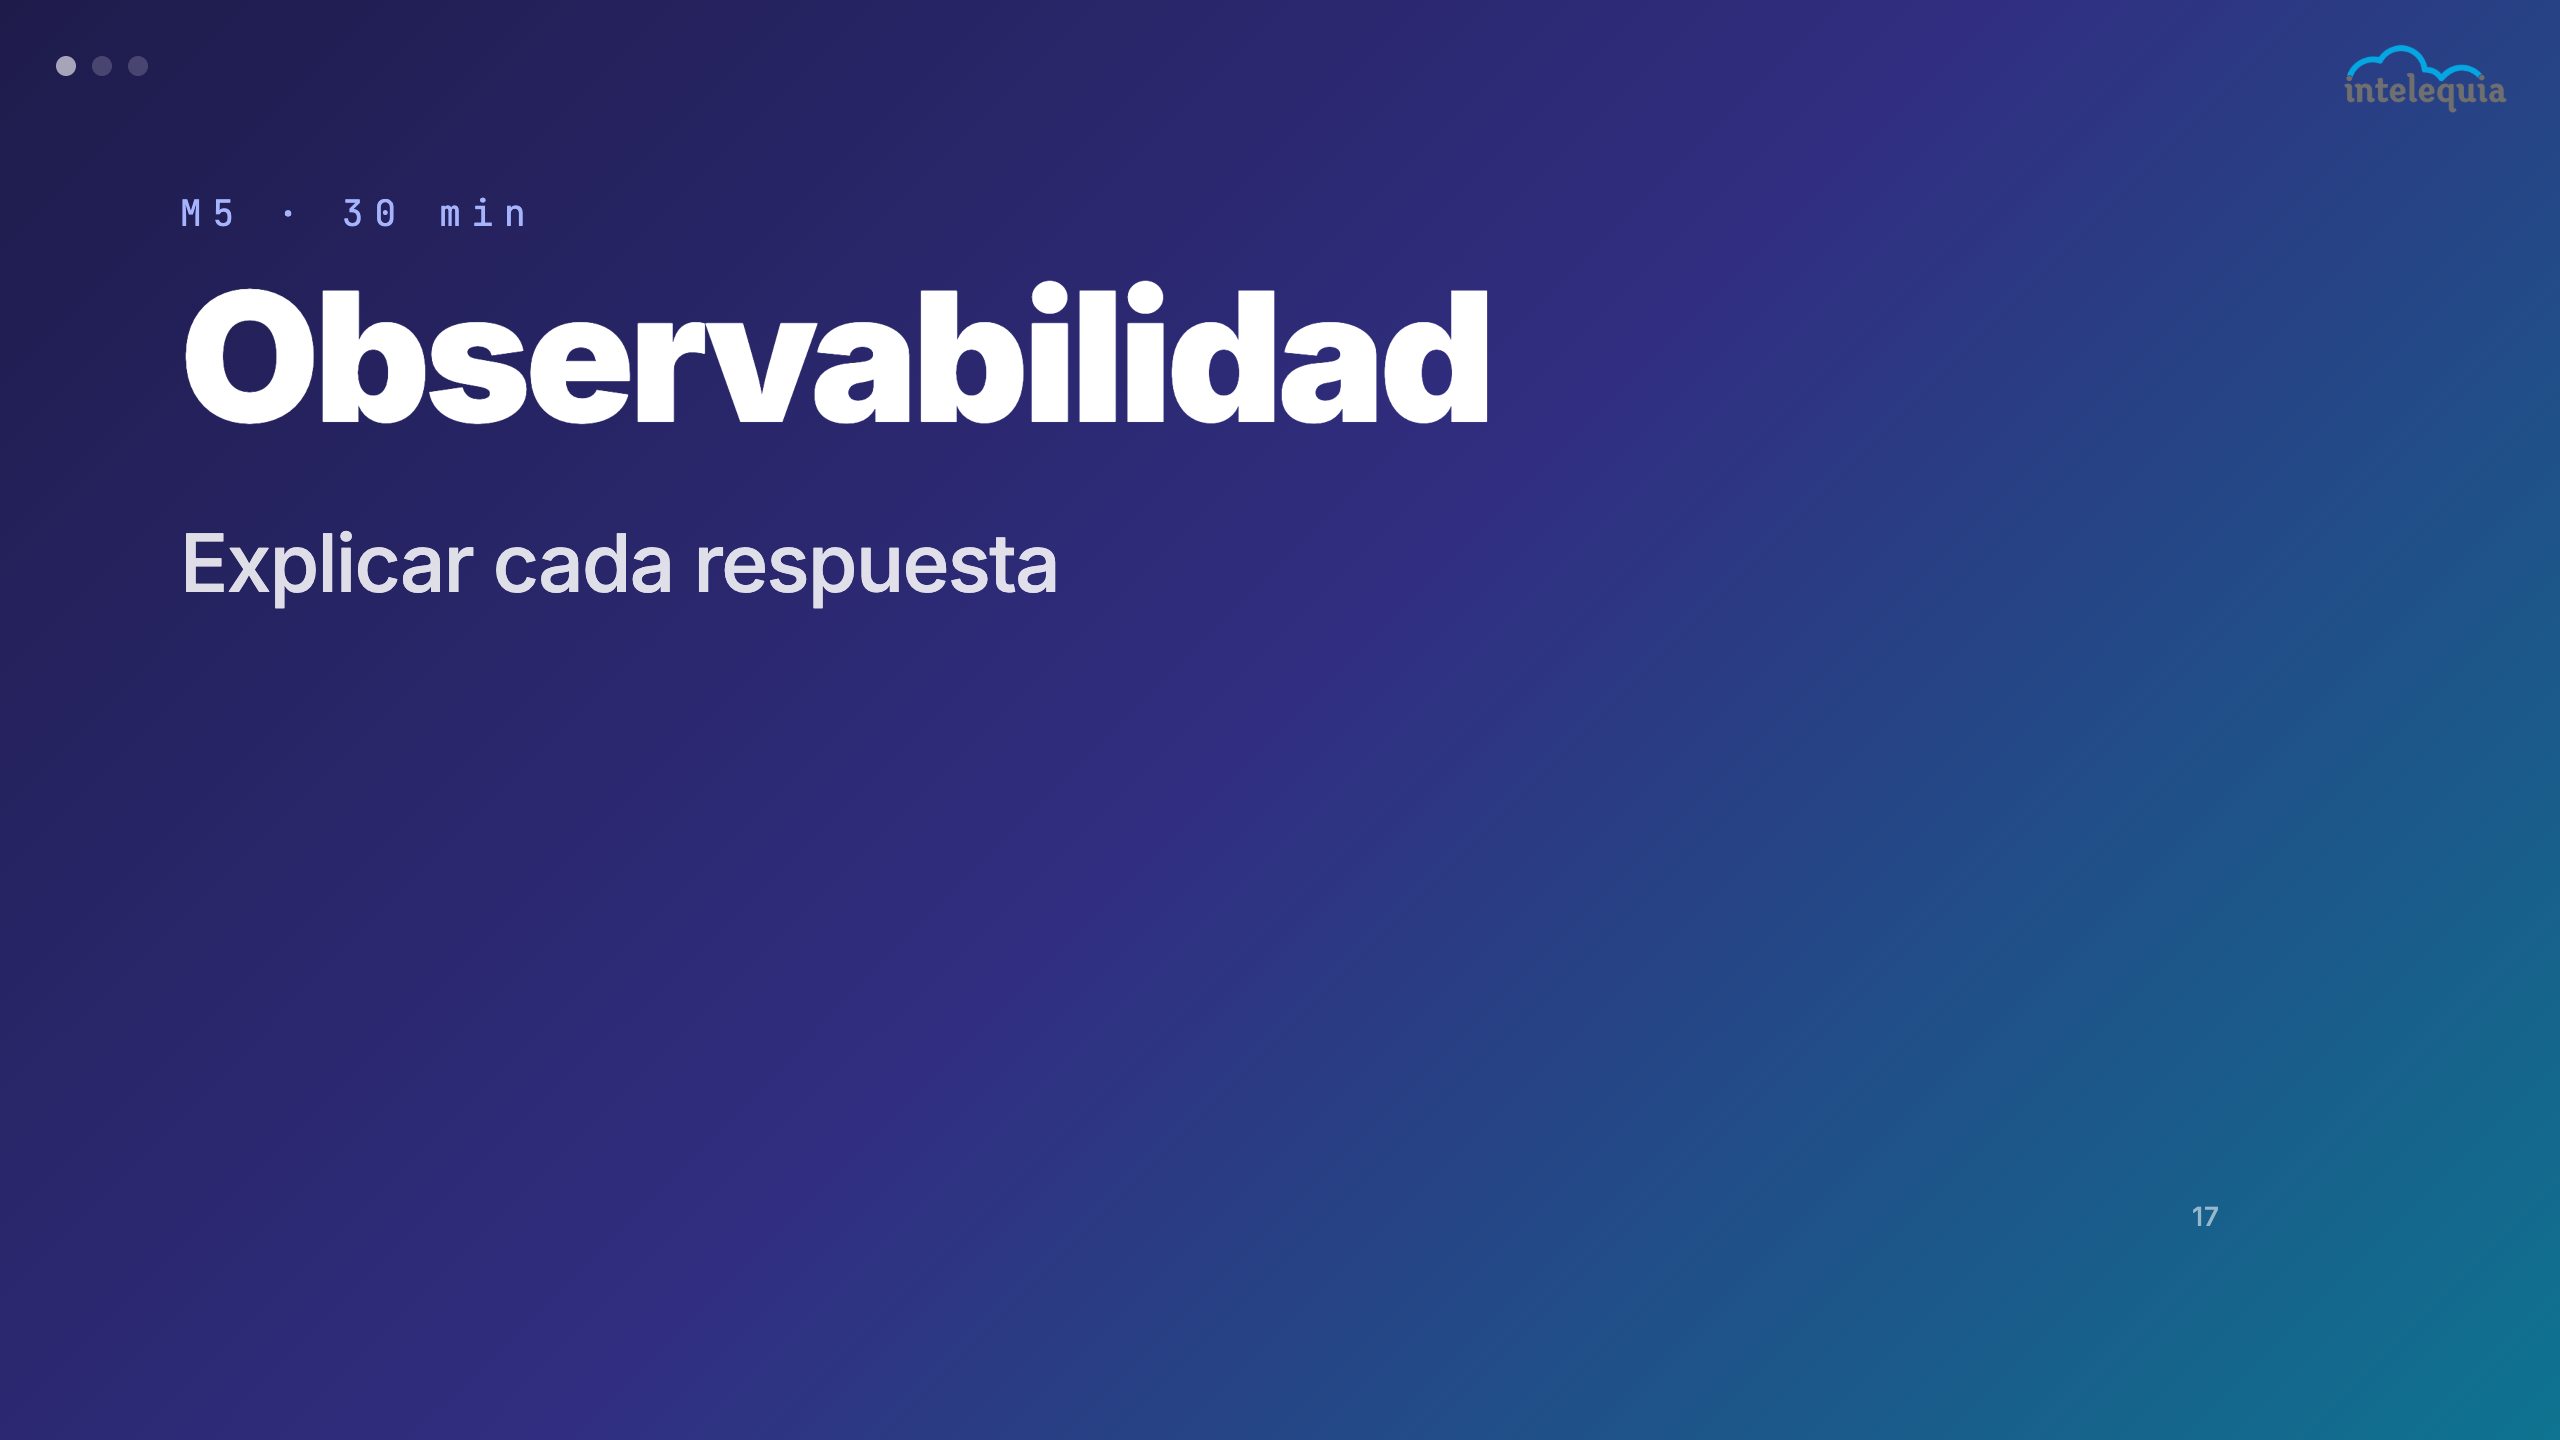 intelequia
M5 · 30 min
Observabilidad
Explicar cada respuesta
17